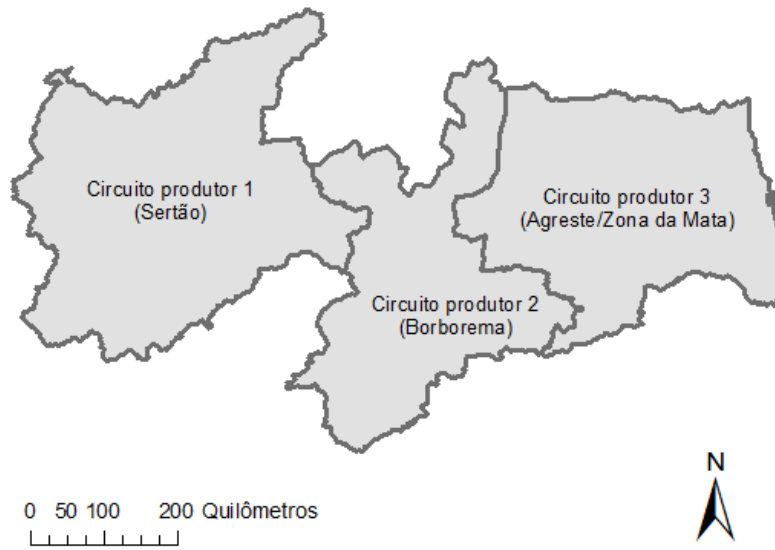 Circuito produtor 1
(Sertão)
Circuito produtor 3
(Agreste/Zona da Mata)
Circuito produtor 2
(Borborema)
N
0 50 100 200 Quilômetros